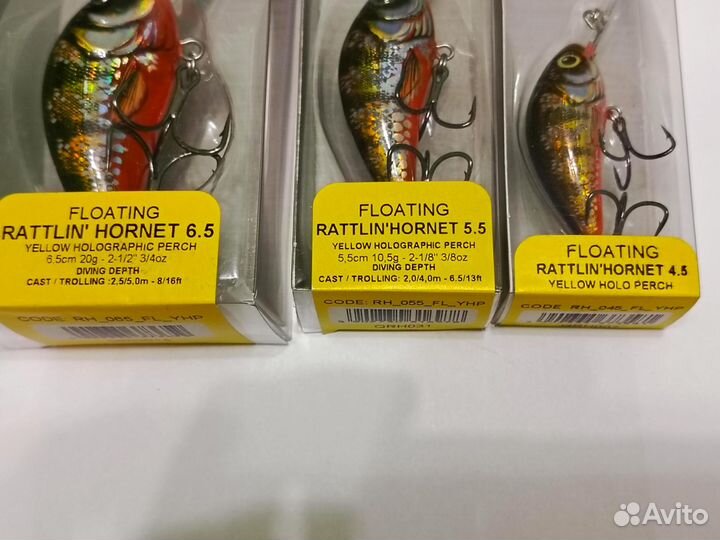 FLOATING
RATTLIN' HORNET 6.5
YELLOW HOLOGRAPHIC PERCH
6.5cm 20g - 2-1/2" 3/4oz
DIVING DEPTH
CAST / TROLLING : 2,5/5.0m - 8/16ft
CODE: RH_065_FL_YHP
FLOATING
RATTLIN'HORNET 5.5
YELLOW HOLOGRAPHIC PERCH
5,5cm 10,5g - 2-1/8" 3/8oz
DIVING DEPTH
CAST / TROLLING: 2,0/4,0m - 6.5/13ft
CODE: RH_055_FL_YHP
GRH031
FLOATING
RATTLIN'HORNET 4.5
YELLOW HOLO PERCH
CODE: RH_045_FL_YHP
Avito